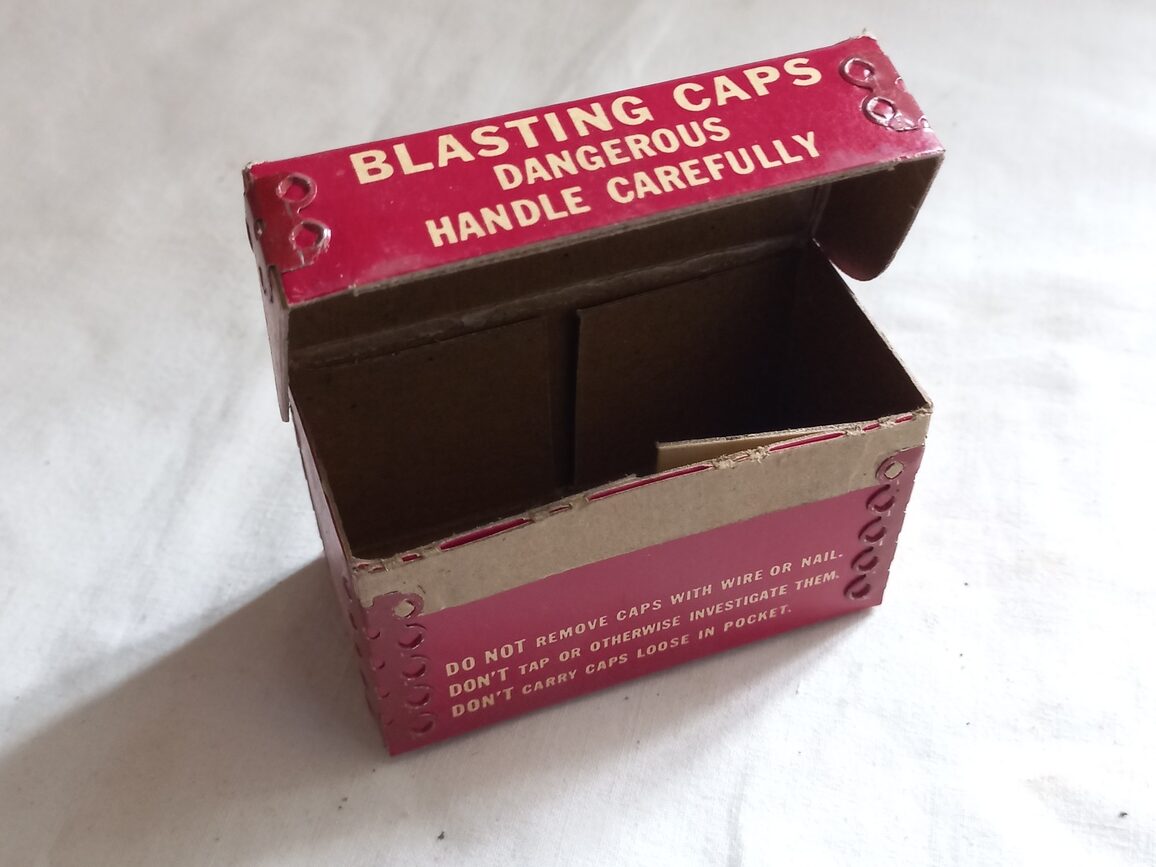 BLASTING CAPS
DANGEROUS
HANDLE CAREFULLY
DO NOT REMOVE CAPS WITH WIRE OR NAIL.
DON'T TAP OR OTHERWISE INVESTIGATE THEM.
DON'T CARRY CAPS LOOSE IN POCKET.